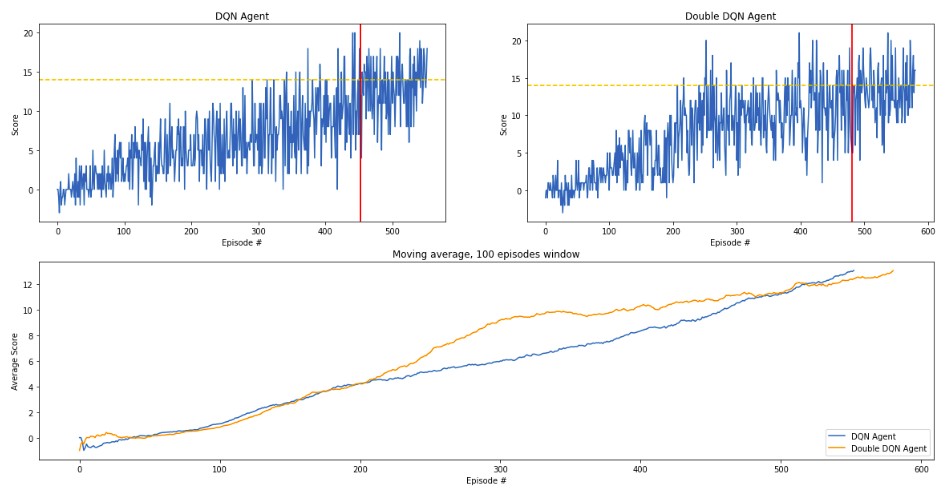 DQN Agent
Score
20
15
10
5
0
0 100 200 300 400 500
Episode #
Double DQN Agent
Score
20
15
10
5
0
0 100 200 300 400 500 600
Episode #
Moving average, 100 episodes window
Average Score
12
10
8
6
4
2
0
0 100 200 300 400 500 600
Episode #
DQN Agent
Double DQN Agent